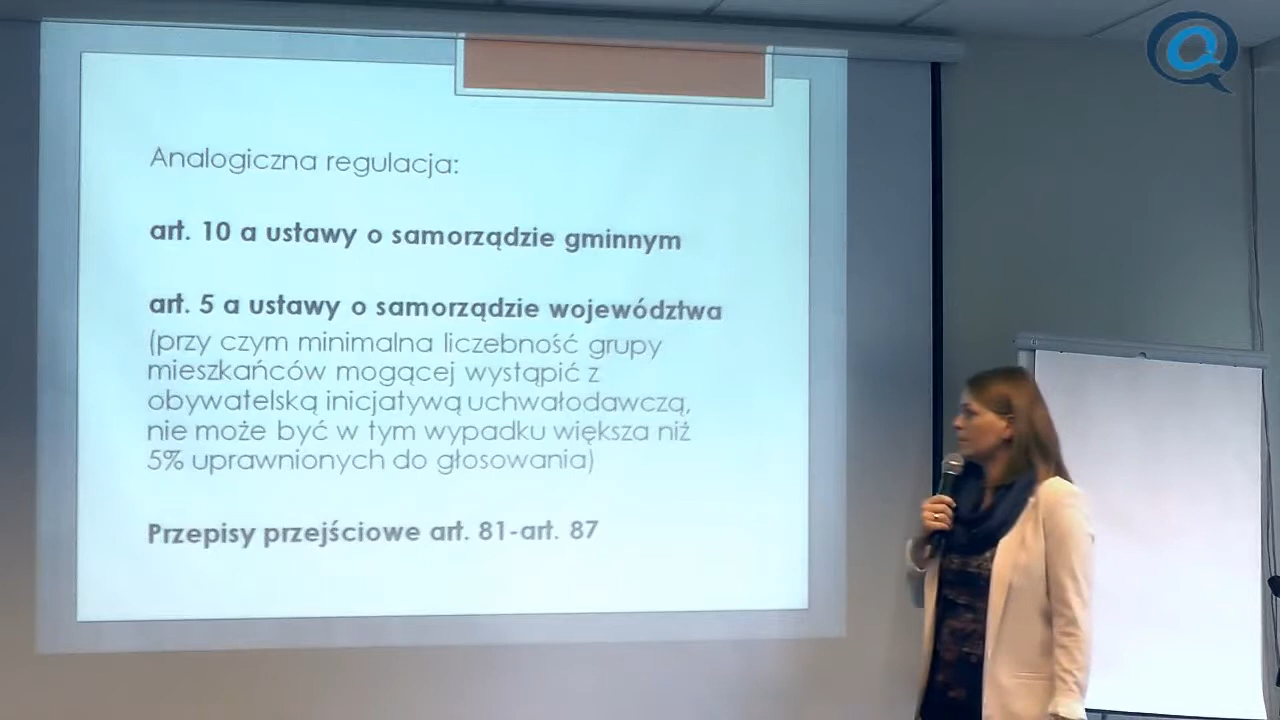 Analogiczna regulacja:
art. 10 a ustawy o samorządzie gminnym
art. 5 a ustawy o samorządzie województwa
(przy czym minimalna liczebność grupy
mieszkańców mogącej wystąpić z
obywatelską inicjatywą uchwałodawczą,
nie może być w tym wypadku większa niż
5% uprawnionych do głosowania)
Przepisy przejściowe art. 81-art. 87